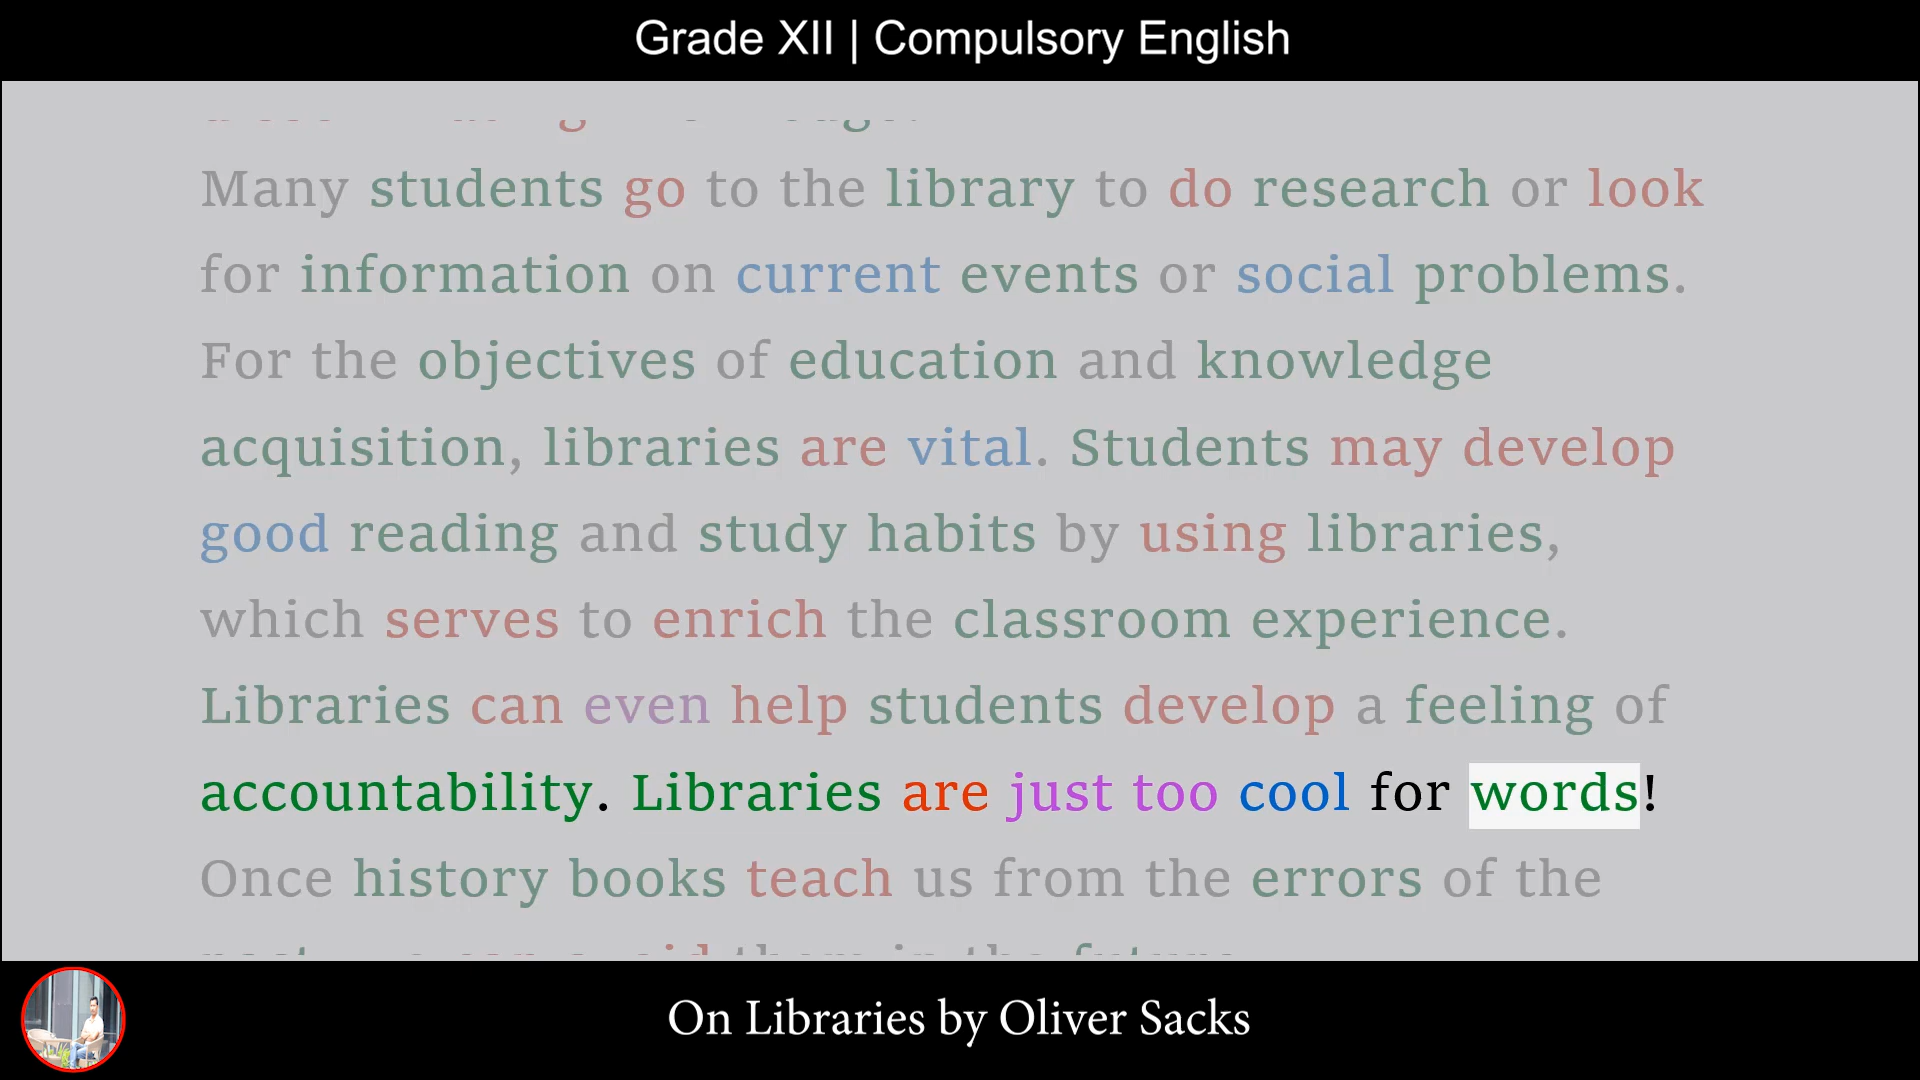 Grade XII | Compulsory English
Many students go to the library to do research or look
for information on current events or social problems.
For the objectives of education and knowledge
acquisition, libraries are vital. Students may develop
good reading and study habits by using libraries,
which serves to enrich the classroom experience.
Libraries can even help students develop a feeling of
accountability. Libraries are just too cool for words!
Once history books teach us from the errors of the
them in the future
On Libraries by Oliver Sacks